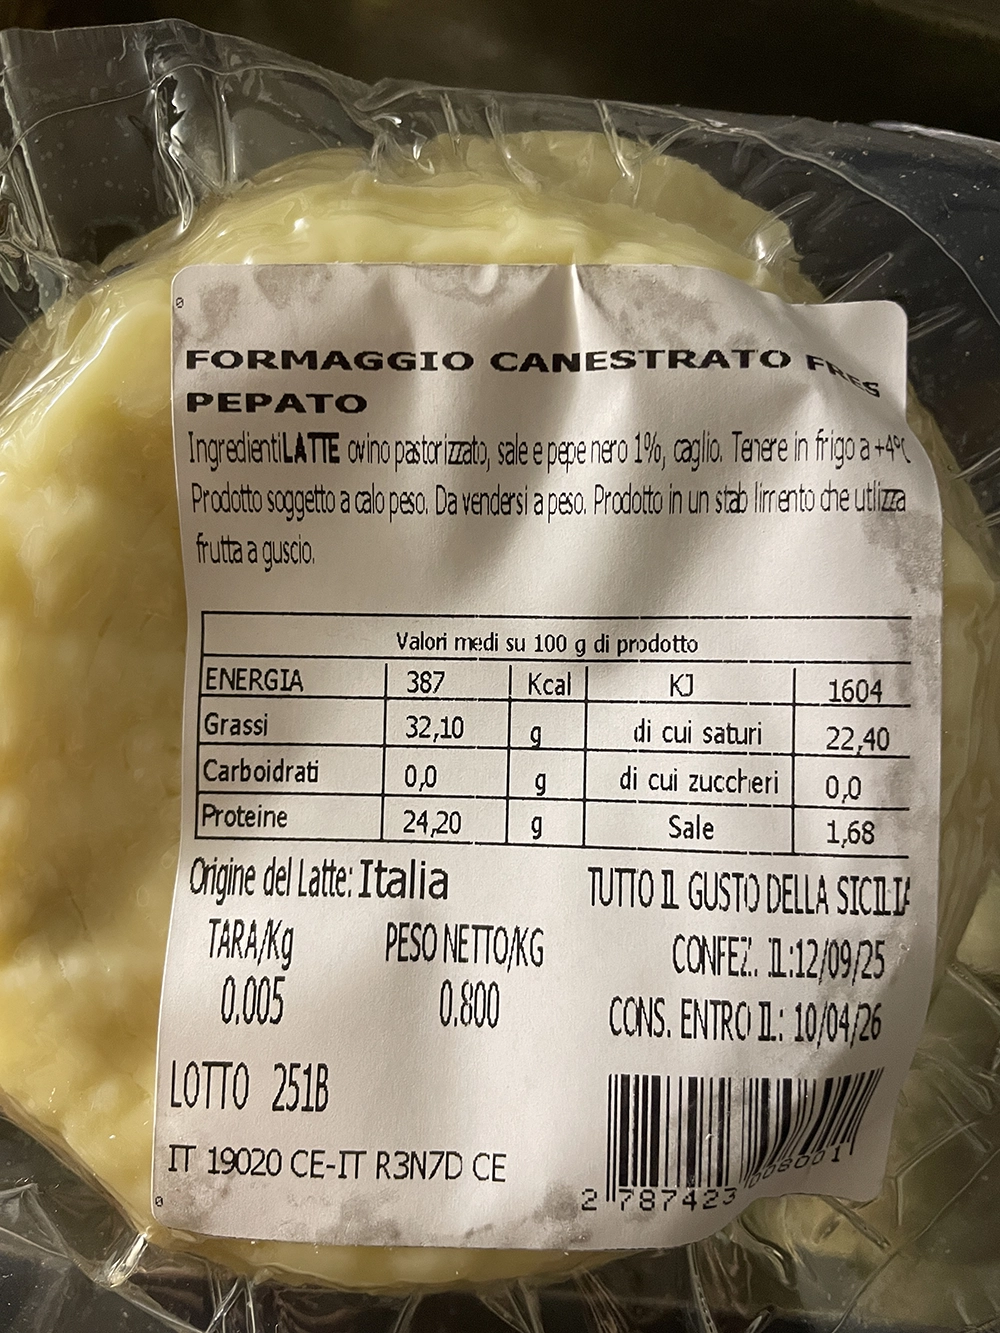 FORMAGGIO CANESTRATO FRES
PEPATO
IngredientiLATTE ovino pastorizzato, sale e pepe nero 1%, caglio. Tenere in frigo a +4°C
Prodotto soggetto a calo peso. Da vendersi a peso. Prodotto in un stab limento che utlizza
frutta a guscio.
Valori medi su 100 g di prodotto
ENERGIA 387 Kcal KJ 1604
Grassi 32,10 g di cui saturi 22,40
Carboidrati 0,0 g di cui zuccheri 0,0
Proteine 24,20 g Sale 1,68
Origine del Latte: Italia
TUTTO IL GUSTO DELLA SICILIA
TARA/Kg PESO NETTO/KG CONFEZ. IL:12/09/25
0.005 0.800 CONS. ENTRO IL: 10/04/26
LOTTO 251B
IT 19020 CE-IT R3N7D CE
2 787423 008001